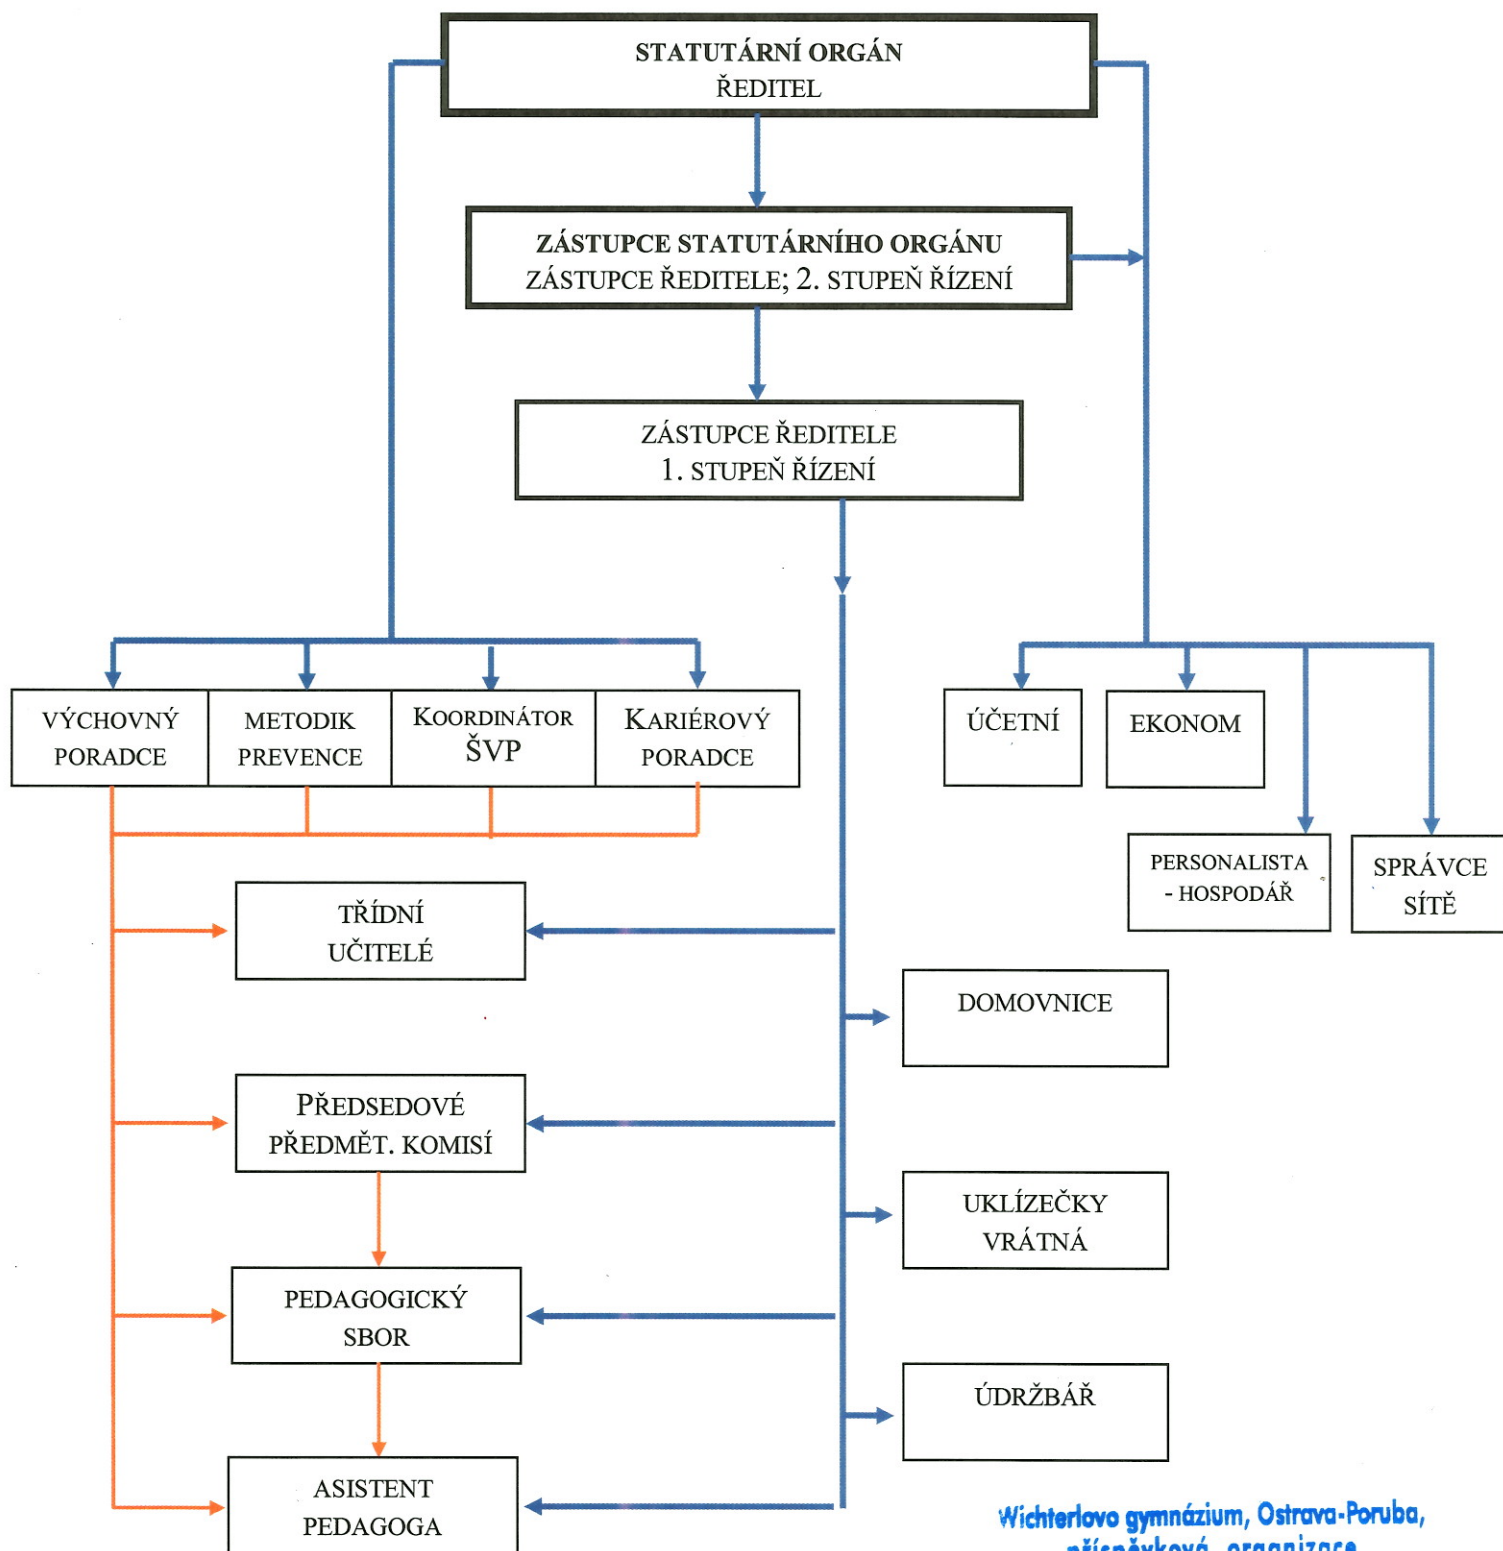 STATUTÁRNÍ ORGÁN
ŘEDITEL
ZÁSTUPCE STATUTÁRNÍHO ORGÁNU
ZÁSTUPCE ŘEDITELE; 2. STUPEŇ ŘÍZENÍ
ZÁSTUPCE ŘEDITELE
1. STUPEŇ ŘÍZENÍ
VÝCHOVNÝ
PORADCE
METODIK
PREVENCE
KOORDINÁTOR
ŠVP
KARIÉROVÝ
PORADCE
ÚČETNÍ
EKONOM
PERSONALISTA
- HOSPODÁŘ
SPRÁVCE
SÍTĚ
TŘÍDNÍ
UČITELÉ
DOMOVNICE
PŘEDSEDOVÉ
PŘEDMĚT. KOMISÍ
UKLÍZEČKY
VRÁTNÁ
PEDAGOGICKÝ
SBOR
ÚDRŽBÁŘ
ASISTENT
PEDAGOGA
Wichterlovo gymnázium, Ostrava-Poruba,
příspěvková organizace